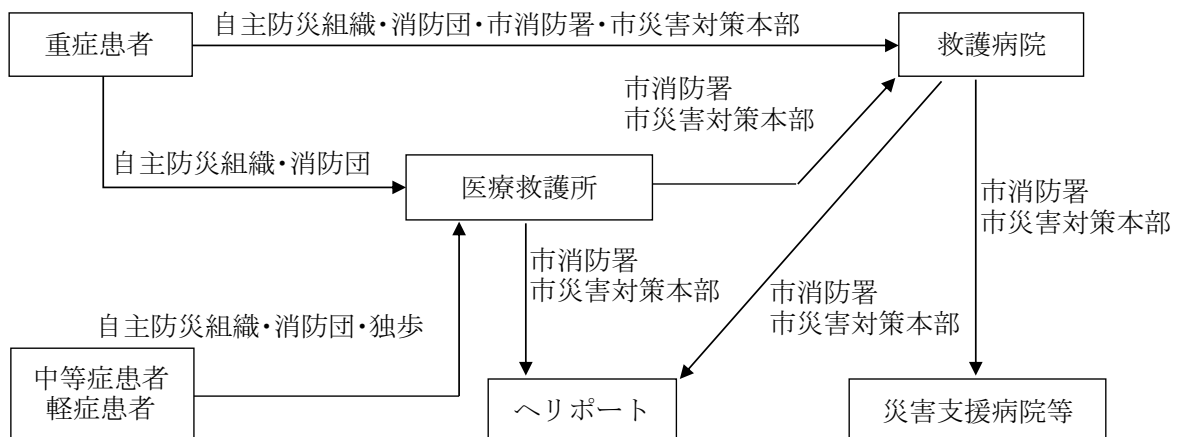 自主防災組織・消防団・市消防署・市災害対策本部
重症患者
救護病院
市消防署
市災害対策本部
自主防災組織・消防団
医療救護所
市消防署
市災害対策本部
市消防署
市災害対策本部
市消防署
市災害対策本部
自主防災組織・消防団・独歩
中等症患者
軽症患者
ヘリポート
災害支援病院等